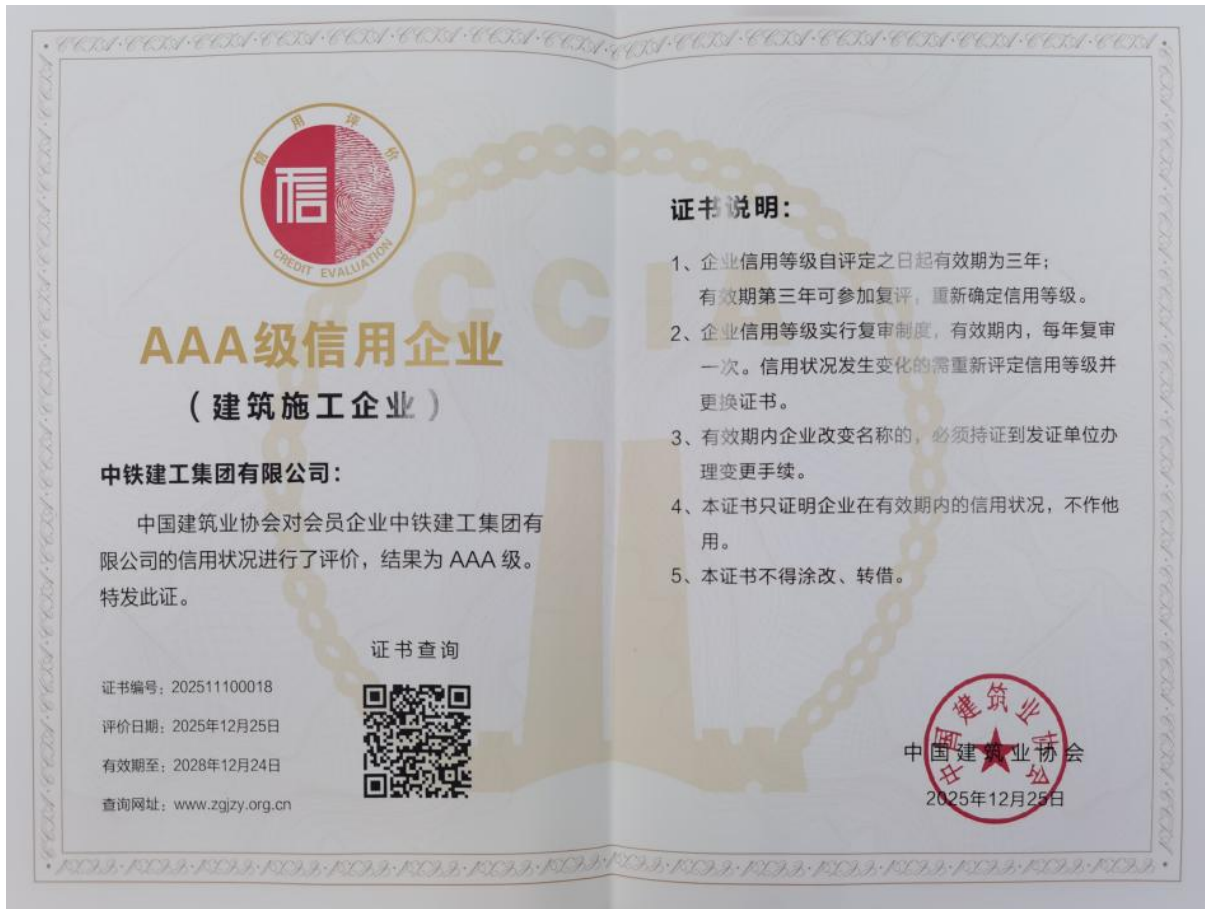 信用评价
信
CREDIT EVALUATION
AAA级信用企业
(建筑施工企业)
中铁建工集团有限公司:
中国建筑业协会对会员企业中铁建工集团有
限公司的信用状况进行了评价,结果为 AAA 级。
特发此证。
证书查询
证书编号:202511100018
评价日期:2025年12月25日
有效期至:2028年12月24日
查询网址:www.zgjzy.org.cn
CCIA
证书说明:
1、企业信用等级自评定之日起有效期为三年;
有效期第三年可参加复评,重新确定信用等级。
2、企业信用等级实行复审制度,有效期内,每年复审
一次。信用状况发生变化的需重新评定信用等级并
更换证书。
3、有效期内企业改变名称的,必须持证到发证单位办
理变更手续。
4、本证书只证明企业在有效期内的信用状况,不作他
用。
5、本证书不得涂改、转借。
中国建筑业协会
中国建筑业协会
2025年12月25日